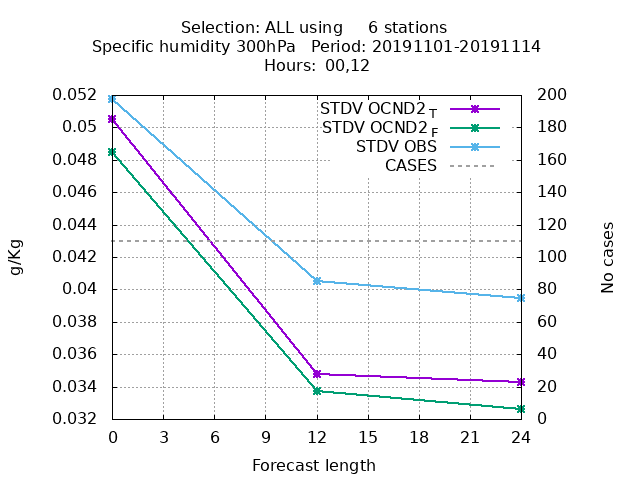 Selection: ALL using     6 stations
Specific humidity 300hPa   Period: 20191101-20191114
Hours:  00,12
STDV OCND2 T
STDV OCND2 F
STDV OBS
CASES
0.052
0.05
0.048
0.046
0.044
0.042
0.04
0.038
0.036
0.034
0.032
g/Kg
200
180
160
140
120
100
80
60
40
20
0
No cases
0 3 6 9 12 15 18 21 24
Forecast length